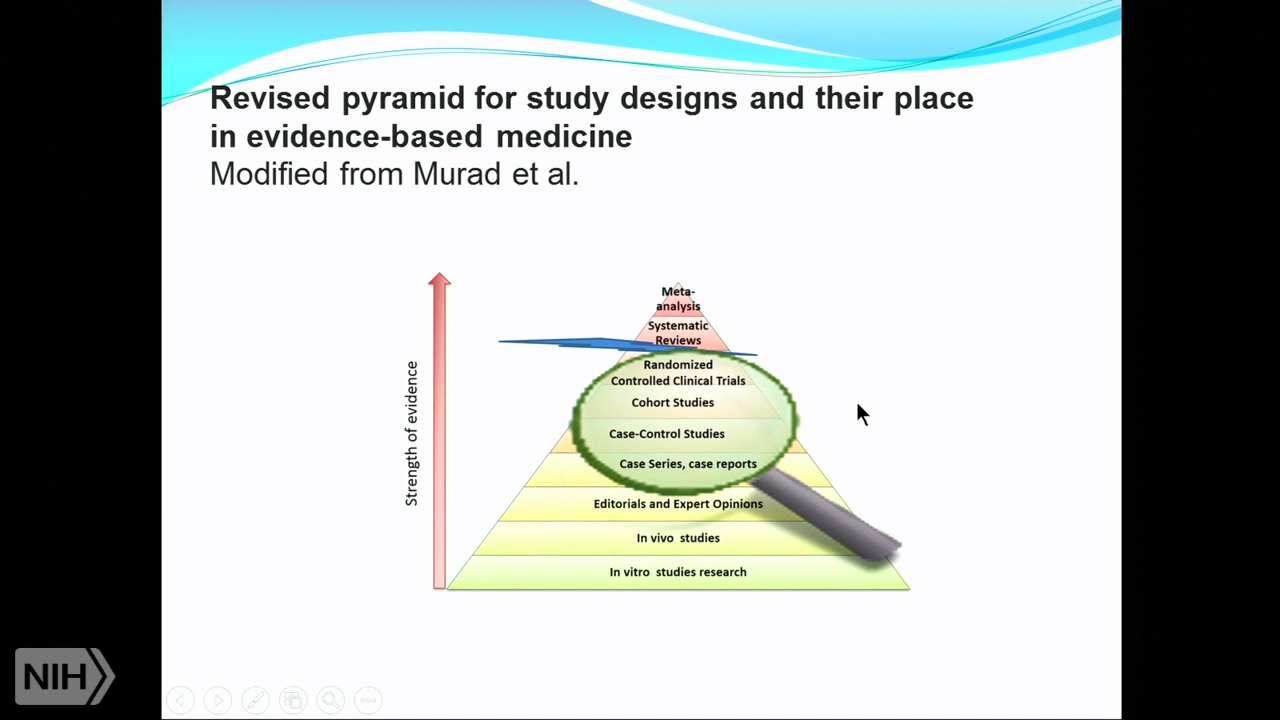 Revised pyramid for study designs and their place
in evidence-based medicine
Modified from Murad et al.
Strength of evidence
Meta-
analysis
Systematic
Reviews
Randomized
Controlled Clinical Trials
Cohort Studies
Case-Control Studies
Case Series, case reports
Editorials and Expert Opinions
In vivo studies
In vitro studies research
NIH